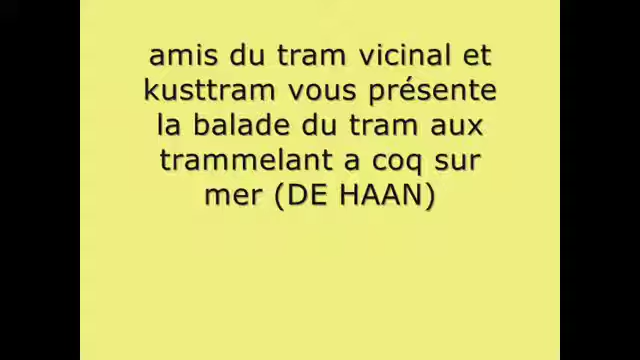 amis du tram vicinal et
kusttram vous présente
la balade du tram aux
trammelant a coq sur
mer (DE HAAN)